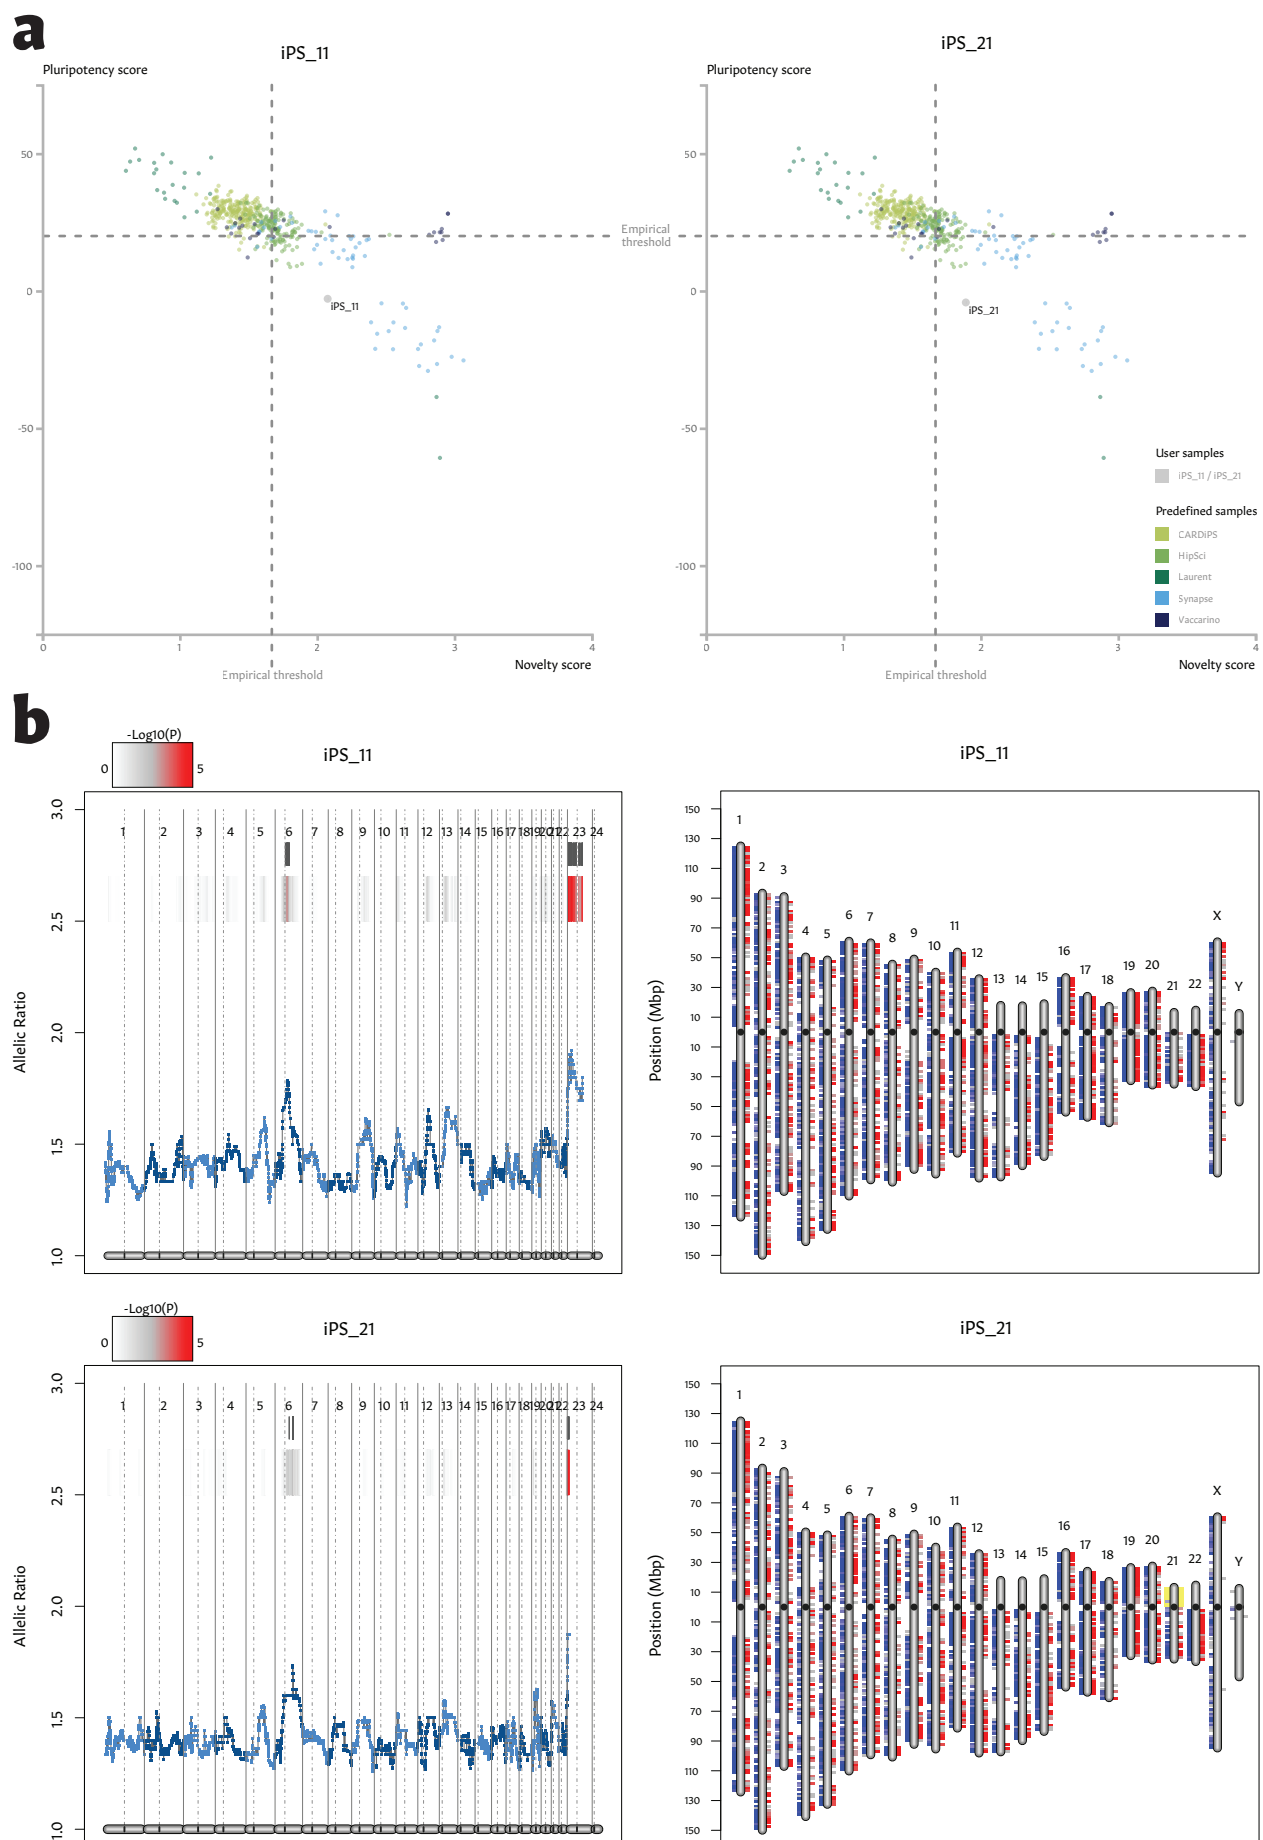 a
iPS_11
Pluripotency score
50
0
-50
-100
0
1
2
3
4
Novelty score
Empirical threshold
Empirical
threshold
iPS_11
iPS_21
Pluripotency score
50
0
-50
-100
0
1
2
3
4
Novelty score
Empirical threshold
iPS_21
User samples
iPS_11 / iPS_21
Predefined samples
CARDiPS
HipSci
Laurent
Synapse
Vaccarino
b
-Log10(P)
0
5
iPS_11
3.0
2.5
2.0
1.5
1.0
Allelic Ratio
1 2 3 4 5 6 7 8 9 10 11 12 13 14 15 16 17 18 19 20 21 22 23 24
iPS_11
150
130
110
90
70
50
30
10
10
30
50
70
90
110
130
150
Position (Mbp)
1 2 3 4 5 6 7 8 9 10 11 12 13 14 15 16 17 18 19 20 21 22 X Y
-Log10(P)
0
5
iPS_21
3.0
2.5
2.0
1.5
1.0
Allelic Ratio
1 2 3 4 5 6 7 8 9 10 11 12 13 14 15 16 17 18 19 20 21 22 23 24
iPS_21
150
130
110
90
70
50
30
10
10
30
50
70
90
110
130
150
Position (Mbp)
1 2 3 4 5 6 7 8 9 10 11 12 13 14 15 16 17 18 19 20 21 22 X Y